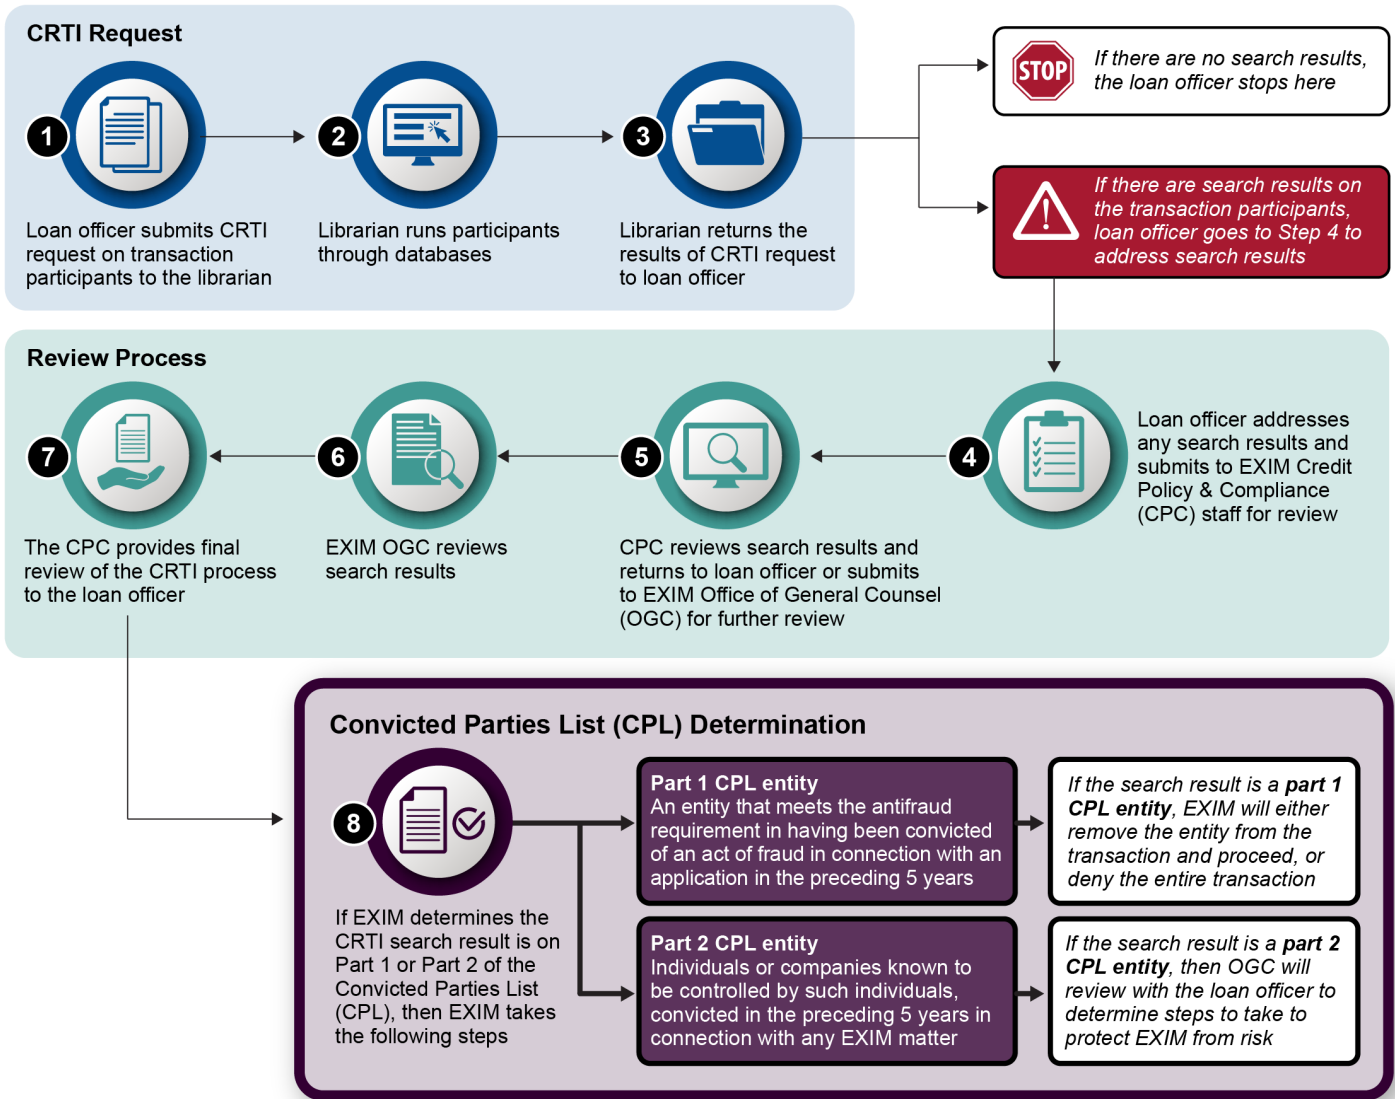 CRTI Request
1
Loan officer submits CRTI
request on transaction
participants to the librarian
2
Librarian runs participants
through databases
3
Librarian returns the
results of CRTI request
to loan officer
STOP
If there are no search results,
the loan officer stops here
!
If there are search results on
the transaction participants,
loan officer goes to Step 4 to
address search results
Review Process
4
Loan officer addresses
any search results and
submits to EXIM Credit
Policy & Compliance
(CPC) staff for review
5
CPC reviews search results and
returns to loan officer or submits
to EXIM Office of General Counsel
(OGC) for further review
6
EXIM OGC reviews
search results
7
The CPC provides final
review of the CRTI process
to the loan officer
Convicted Parties List (CPL) Determination
8
If EXIM determines the
CRTI search result is on
Part 1 or Part 2 of the
Convicted Parties List
(CPL), then EXIM takes
the following steps
Part 1 CPL entity
An entity that meets the antifraud
requirement in having been convicted
of an act of fraud in connection with an
application in the preceding 5 years
If the search result is a part 1
CPL entity, EXIM will either
remove the entity from the
transaction and proceed, or
deny the entire transaction
Part 2 CPL entity
Individuals or companies known to
be controlled by such individuals,
convicted in the preceding 5 years in
connection with any EXIM matter
If the search result is a part 2
CPL entity, then OGC will
review with the loan officer to
determine steps to take to
protect EXIM from risk